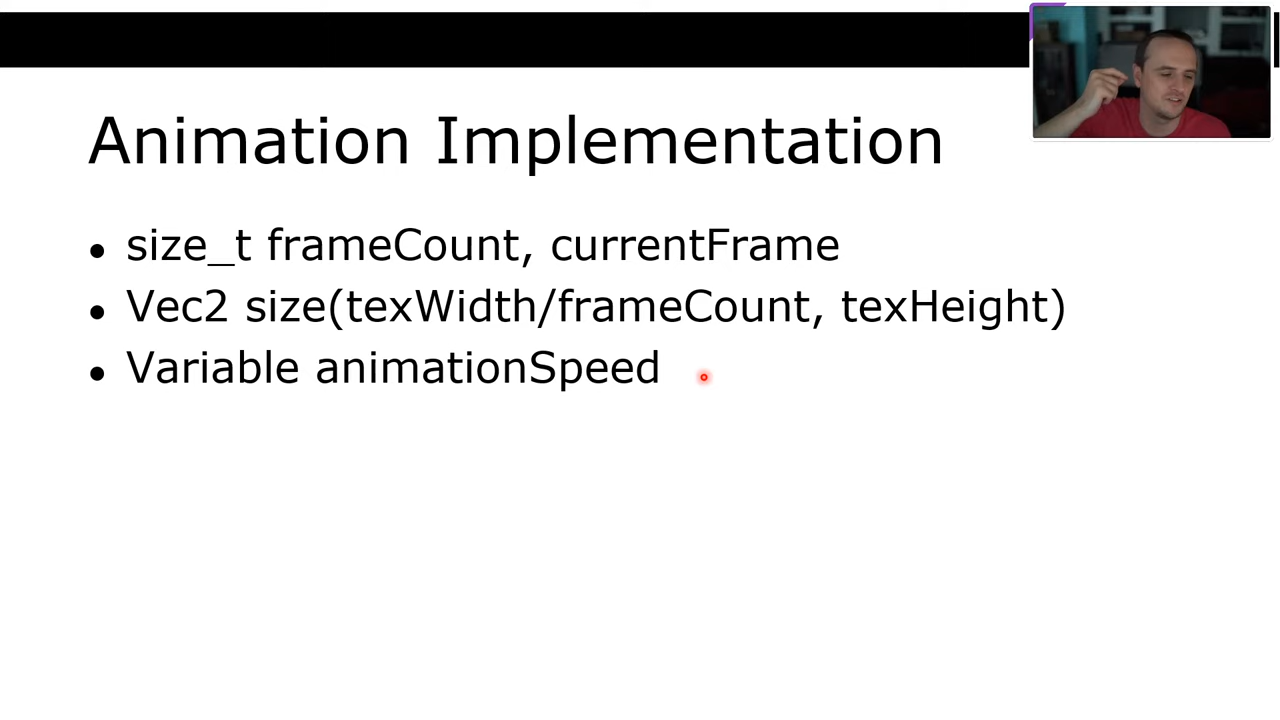 Animation Implementation
size_t frameCount, currentFrame
Vec2 size(texWidth/frameCount, texHeight)
Variable animationSpeed